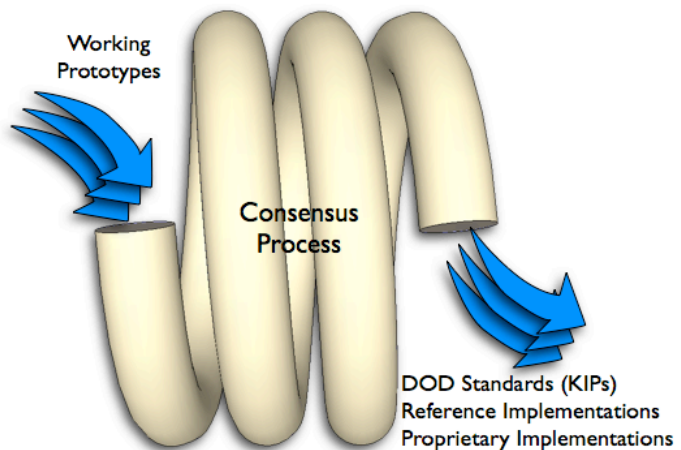 Working
Prototypes
Consensus
Process
DOD Standards (KIPs)
Reference Implementations
Proprietary Implementations